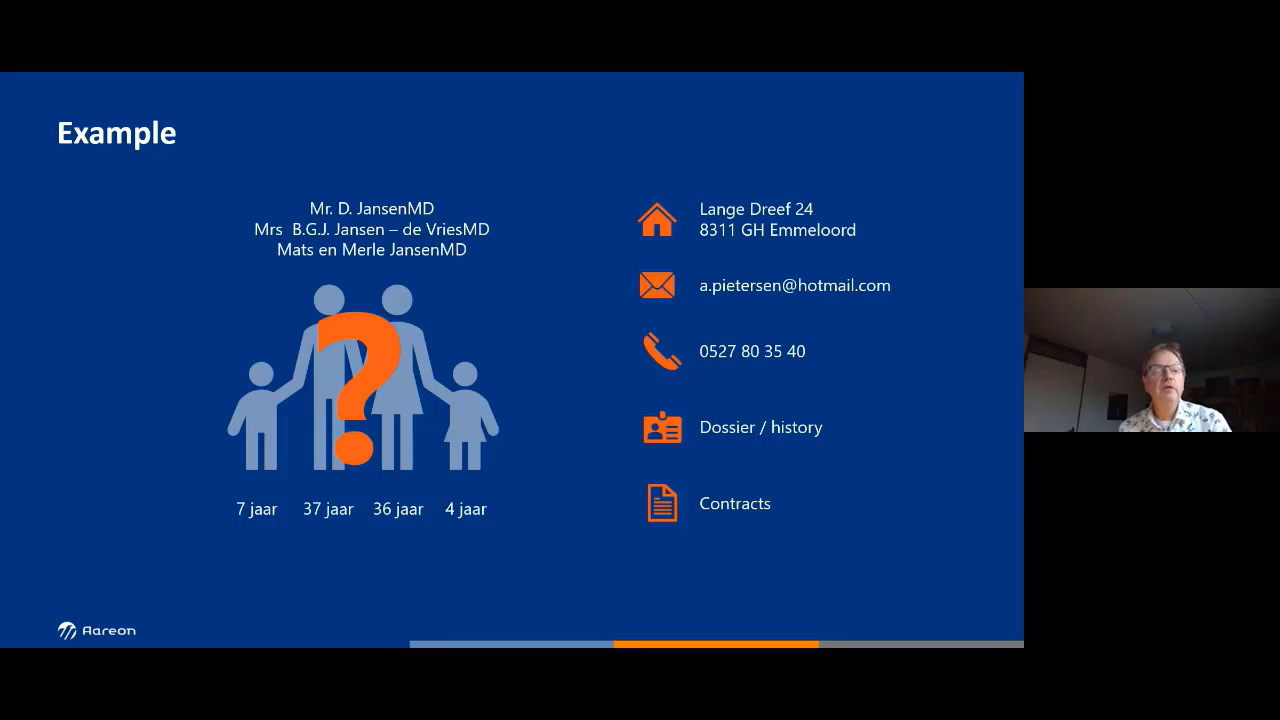 Example
Mr. D. JansenMD
Mrs  B.G.J. Jansen – de VriesMD
Mats en Merle JansenMD
?
7 jaar 37 jaar 36 jaar 4 jaar
Lange Dreef 24
8311 GH Emmeloord
a.pietersen@hotmail.com
0527 80 35 40
Dossier / history
Contracts
Aareon